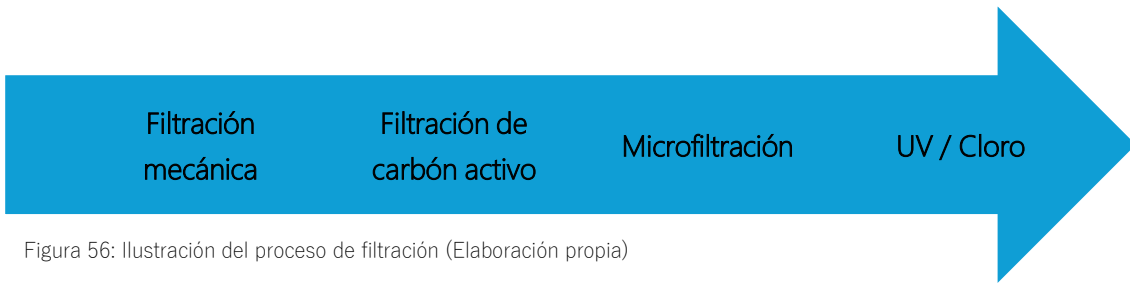 Filtración
mecánica
Filtración de
carbón activo
Microfiltración
UV / Cloro
Figura 56: Ilustración del proceso de filtración (Elaboración propia)